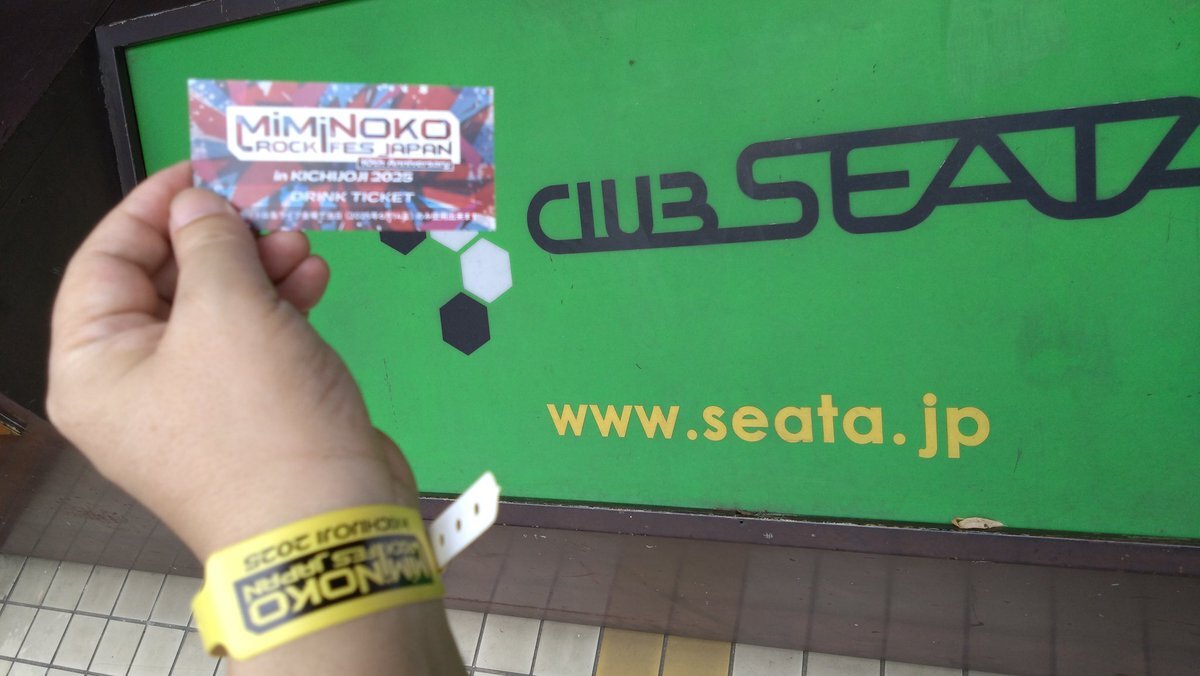 MiMiNOKO
ROCK FES JAPAN
10th Anniversary
in KICHIJOJI 2025
DRINK TICKET
CLUB SEATA
www.seata.jp
MiMiNOKO
ROCK FES JAPAN
KICHIJOJI 2025